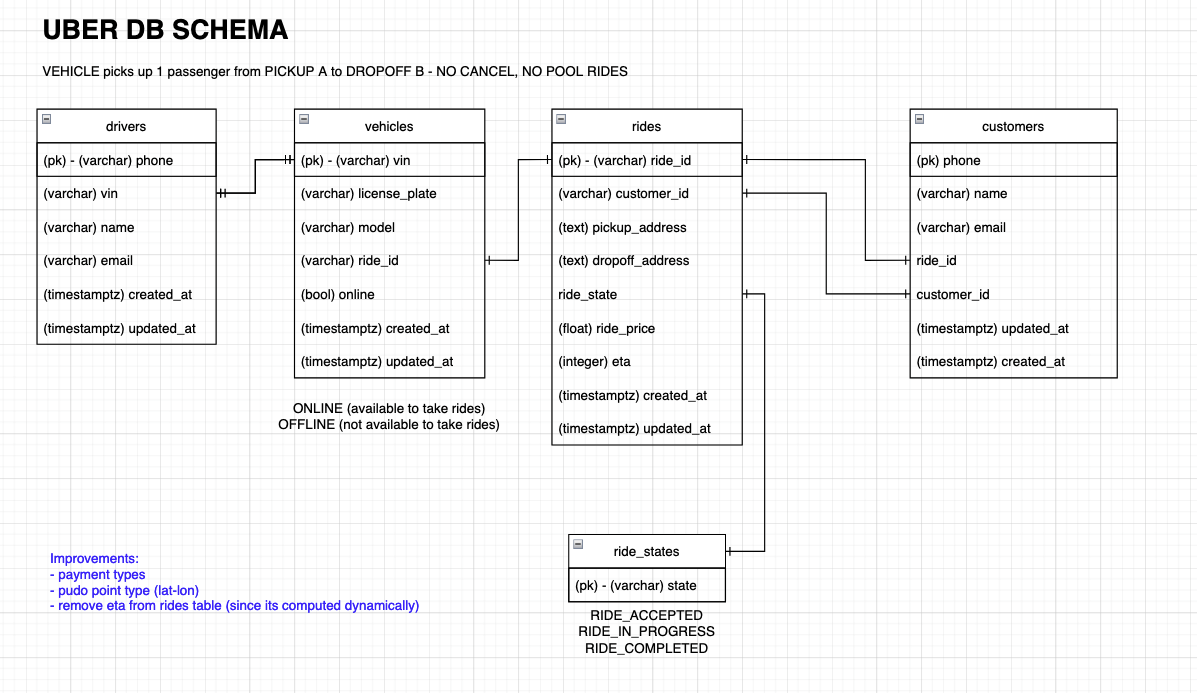 UBER DB SCHEMA
VEHICLE picks up 1 passenger from PICKUP A to DROPOFF B - NO CANCEL, NO POOL RIDES
drivers
(pk) - (varchar) phone
(varchar) vin
(varchar) name
(varchar) email
(timestamptz) created_at
(timestamptz) updated_at
vehicles
(pk) - (varchar) vin
(varchar) license_plate
(varchar) model
(varchar) ride_id
(bool) online
(timestamptz) created_at
(timestamptz) updated_at
ONLINE (available to take rides)
OFFLINE (not available to take rides)
rides
(pk) - (varchar) ride_id
(varchar) customer_id
(text) pickup_address
(text) dropoff_address
ride_state
(float) ride_price
(integer) eta
(timestamptz) created_at
(timestamptz) updated_at
customers
(pk) phone
(varchar) name
(varchar) email
ride_id
customer_id
(timestamptz) updated_at
(timestamptz) created_at
ride_states
(pk) - (varchar) state
RIDE_ACCEPTED
RIDE_IN_PROGRESS
RIDE_COMPLETED
Improvements:
- payment types
- pudo point type (lat-lon)
- remove eta from rides table (since its computed dynamically)